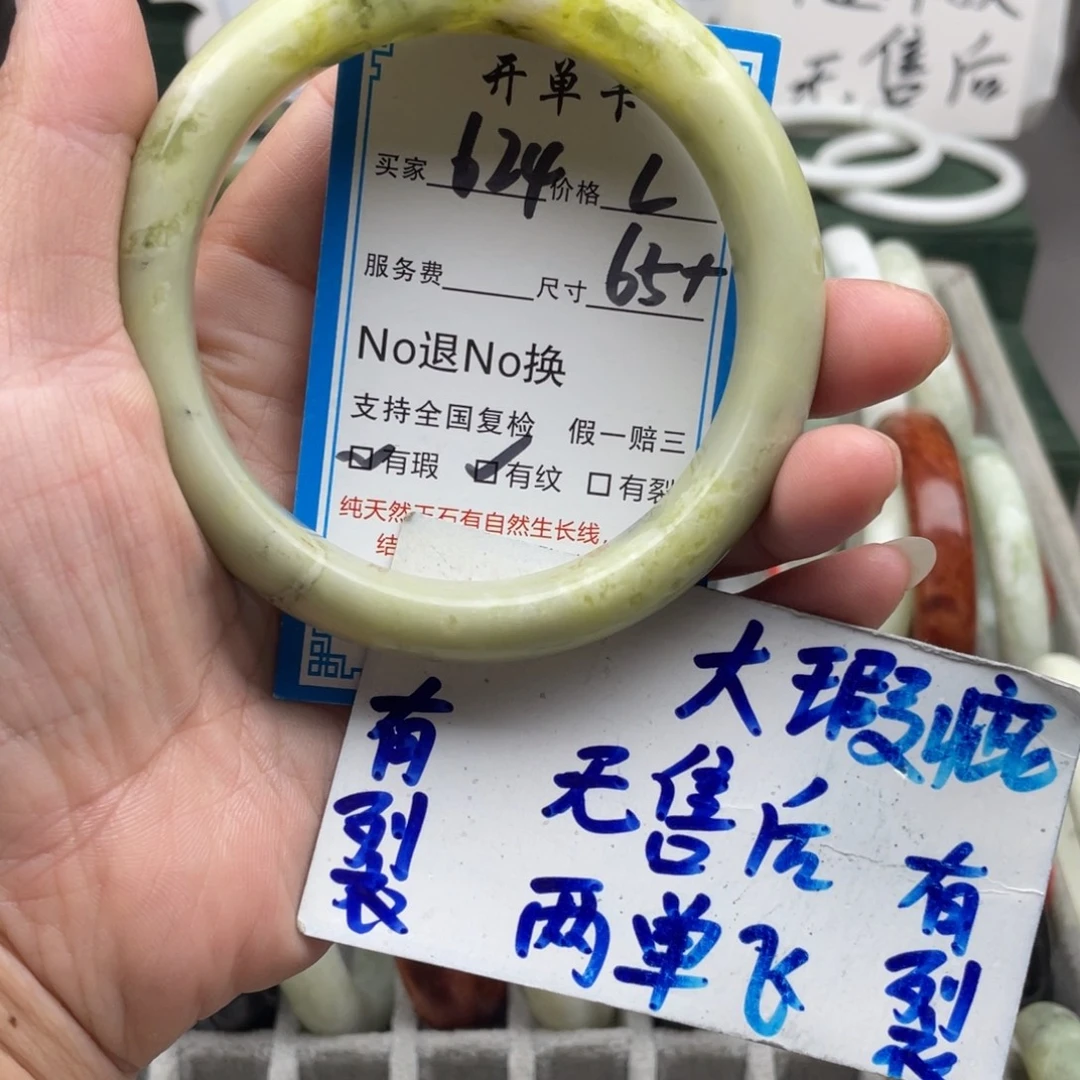 无售后
开单卡
买家 624 价格 L
服务费 尺寸 65+
No退No换
支持全国复检 假一赔三
有瑕 有纹 有裂
纯天然玉石有自然生长线,
结
大瑕疵
有裂
无售后
两单飞
有裂